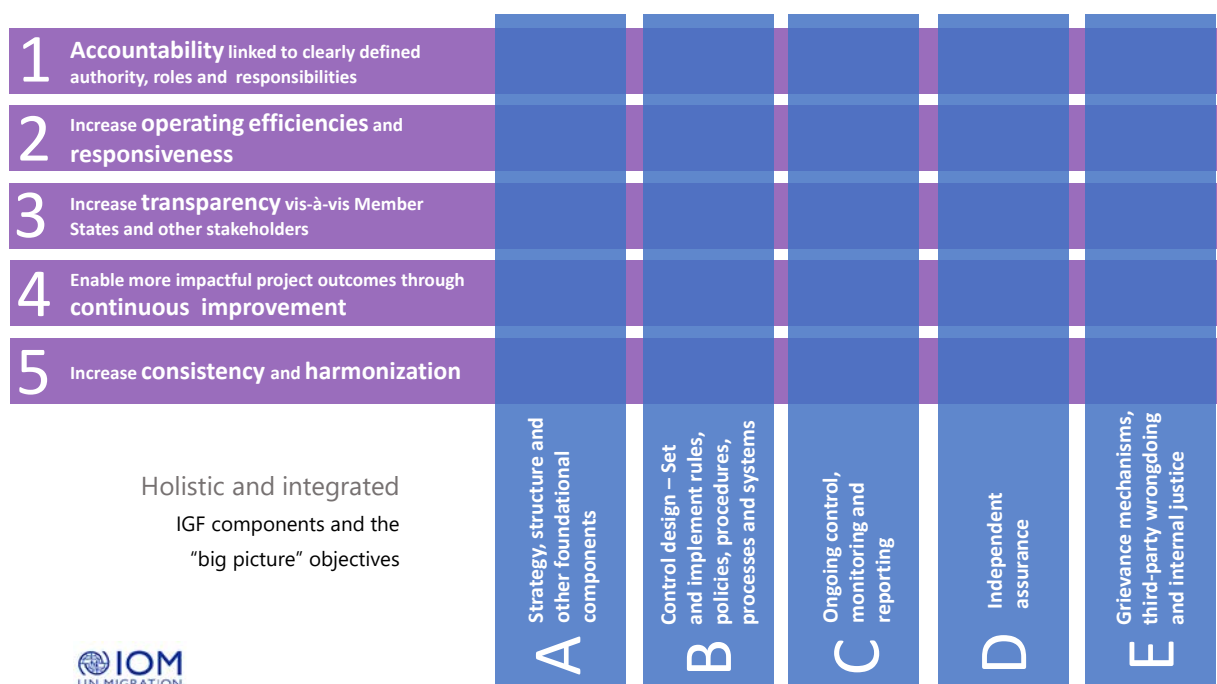 1
Accountability linked to clearly defined
authority, roles and responsibilities
2
Increase operating efficiencies and
responsiveness
3
Increase transparency vis-à-vis Member
States and other stakeholders
4
Enable more impactful project outcomes through
continuous improvement
5
Increase consistency and harmonization
Holistic and integrated
IGF components and the
“big picture” objectives
A
Strategy, structure and
other foundational
components
B
Control design – Set
and implement rules,
policies, procedures,
processes and systems
C
Ongoing control,
monitoring and
reporting
D
Independent
assurance
E
Grievance mechanisms,
third-party wrongdoing
and internal justice
IOM
UN MIGRATION